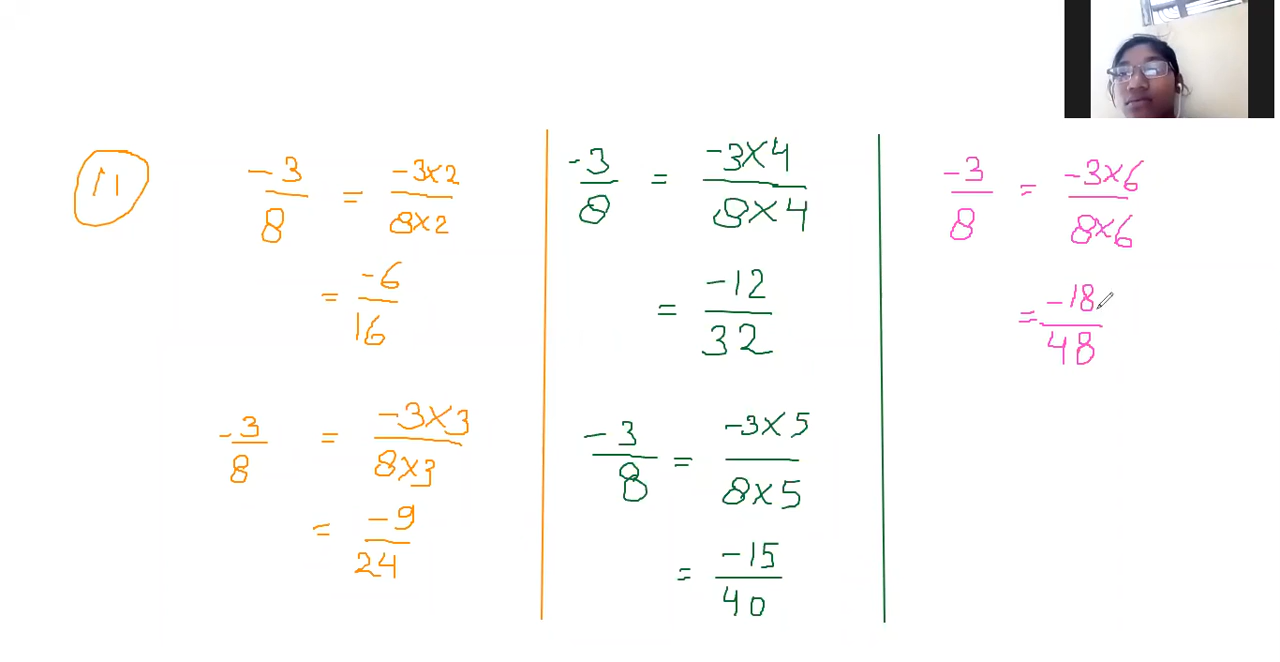 11
-3/8 = -3×2/8×2
= -6/16
-3/8 = -3×3/8×3
= -9/24
-3/8 = -3×4/8×4
= -12/32
-3/8 = -3×5/8×5
= -15/40
-3/8 = -3×6/8×6
= -18/48